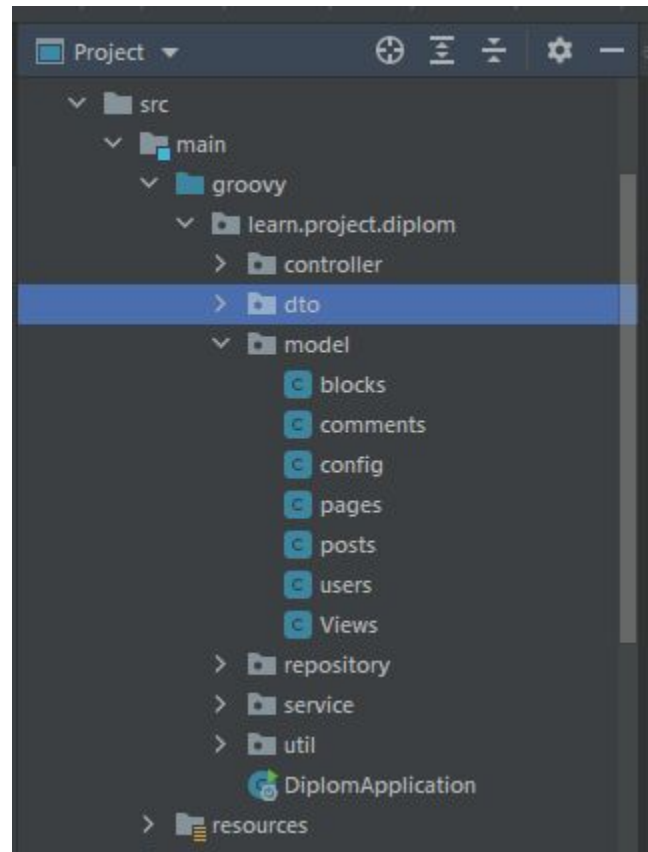 Project
src
main
groovy
learn.project.diplom
controller
dto
model
blocks
comments
config
pages
posts
users
Views
repository
service
util
DiplomApplication
resources